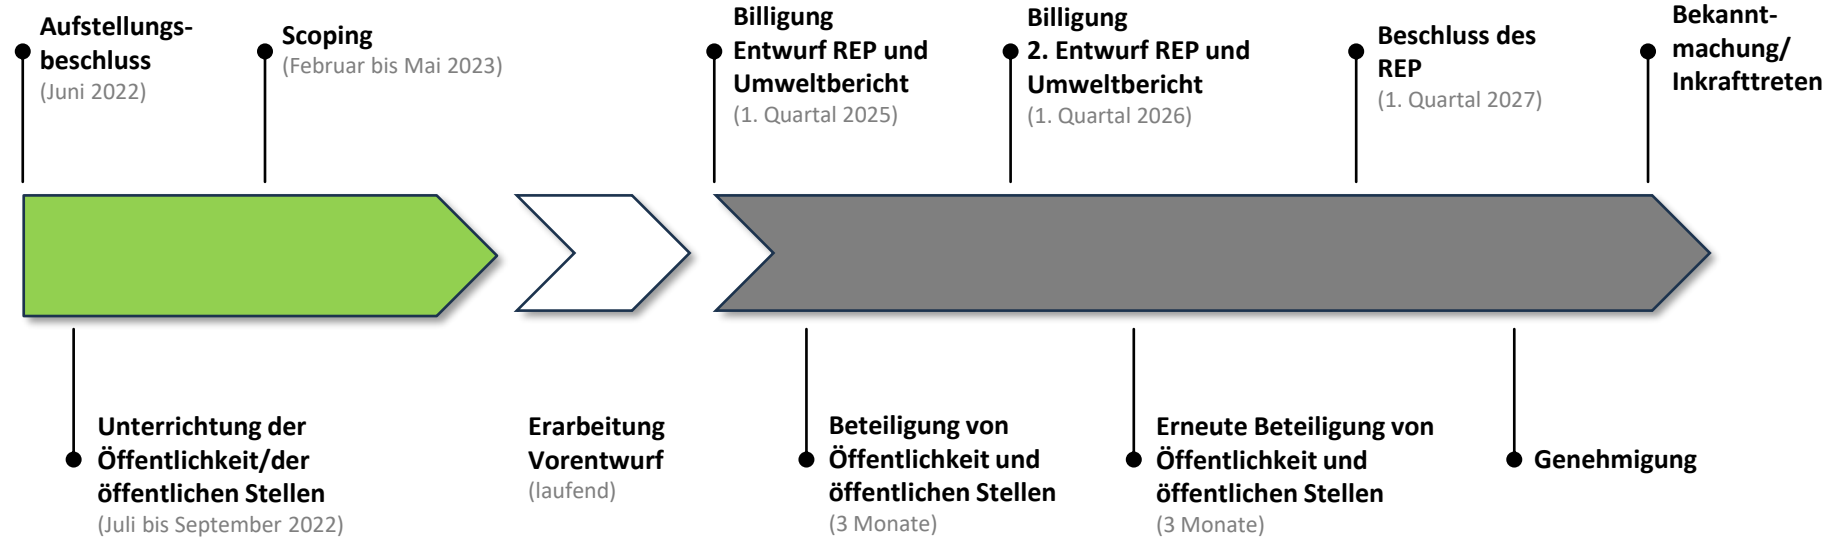 Aufstellungs-
beschluss
(Juni 2022)
Scoping
(Februar bis Mai 2023)
Billigung
Entwurf REP und
Umweltbericht
(1. Quartal 2025)
Billigung
2. Entwurf REP und
Umweltbericht
(1. Quartal 2026)
Beschluss des
REP
(1. Quartal 2027)
Bekannt-
machung/
Inkrafttreten
Unterrichtung der
Öffentlichkeit/der
öffentlichen Stellen
(Juli bis September 2022)
Erarbeitung
Vorentwurf
(laufend)
Beteiligung von
Öffentlichkeit und
öffentlichen Stellen
(3 Monate)
Erneute Beteiligung von
Öffentlichkeit und
öffentlichen Stellen
(3 Monate)
Genehmigung